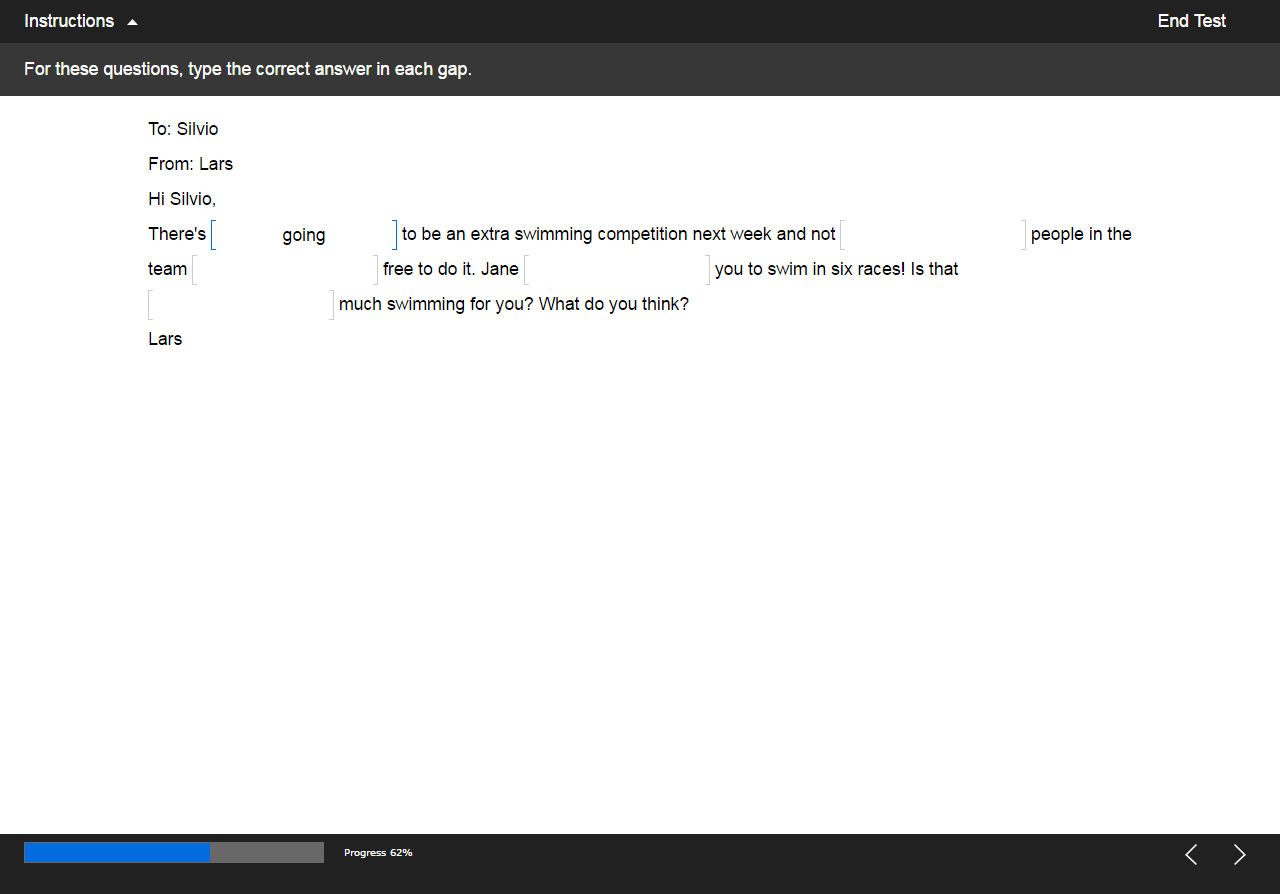 Instructions
End Test
For these questions, type the correct answer in each gap.
To: Silvio
From: Lars
Hi Silvio,
There's [ going ] to be an extra swimming competition next week and not [ ] people in the
team [ ] free to do it. Jane [ ] you to swim in six races! Is that
[ ] much swimming for you? What do you think?
Lars
Progress 62%